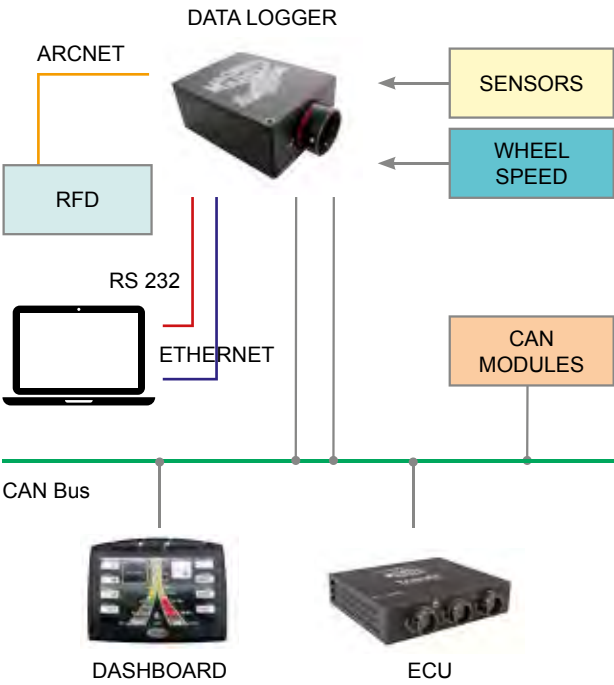 DATA LOGGER
ARCNET
SENSORS
WHEEL
SPEED
RFD
RS 232
ETHERNET
CAN
MODULES
CAN Bus
DASHBOARD
ECU